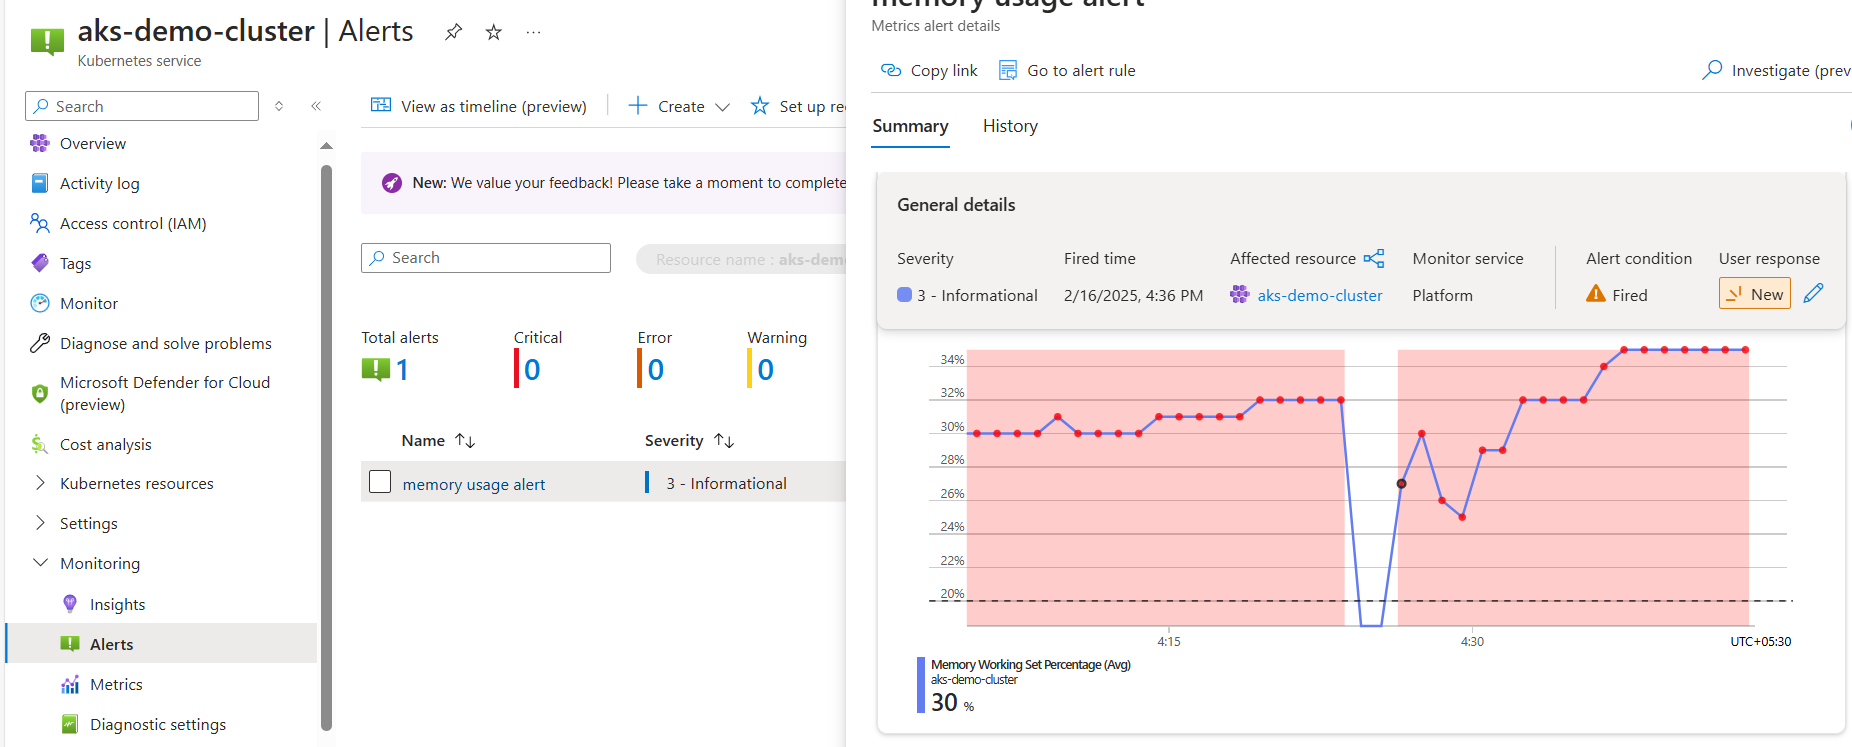 aks-demo-cluster | Alerts
Kubernetes service
Search
Overview
Activity log
Access control (IAM)
Tags
Monitor
Diagnose and solve problems
Microsoft Defender for Cloud
(preview)
Cost analysis
Kubernetes resources
Settings
Monitoring
Insights
Alerts
Metrics
Diagnostic settings
View as timeline (preview)
Create
Set up re
New: We value your feedback! Please take a moment to complete
Search
Resource name : aks-dem
Total alerts
1
Critical
0
Error
0
Warning
0
Name
Severity
memory usage alert
3 - Informational
memory usage alert
Metrics alert details
Copy link
Go to alert rule
Investigate (prev
Summary
History
General details
Severity
3 - Informational
Fired time
2/16/2025, 4:36 PM
Affected resource
aks-demo-cluster
Monitor service
Platform
Alert condition
Fired
User response
New
34%
32%
30%
28%
26%
24%
22%
20%
4:15
4:30
UTC+05:30
Memory Working Set Percentage (Avg)
aks-demo-cluster
30 %